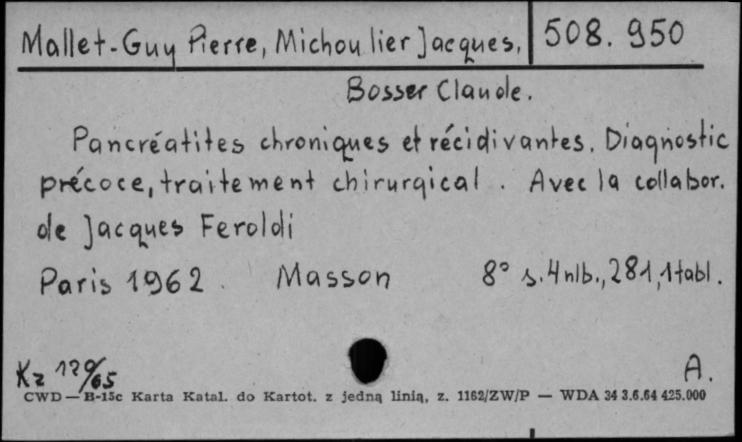 Mallet-Guy Pierre, Michoulier Jacques, 508. 950
Bosser Claude.
Pancréatites chroniques et récidivantes. Diagnostic
précoce, traitement chirurgical. Avec la collabor.
de Jacques Feroldi
Paris 1962. Masson 8° s. 4nlb., 281, 1tabl.
Kz 120/65 A.
CWD — B-15c Karta Katal. do Kartot. z jedną linią, z. 1162/ZW/P — WDA 34 3.6.64 425.000